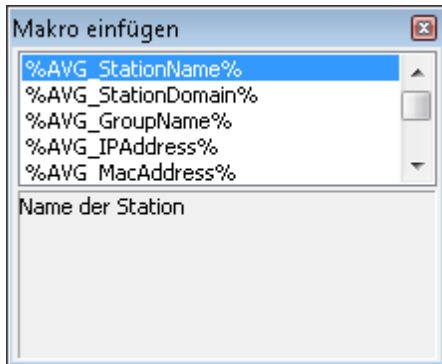 Makro einfügen
%AVG_StationName%
%AVG_StationDomain%
%AVG_GroupName%
%AVG_IPAddress%
%AVG_MacAddress%
Name der Station